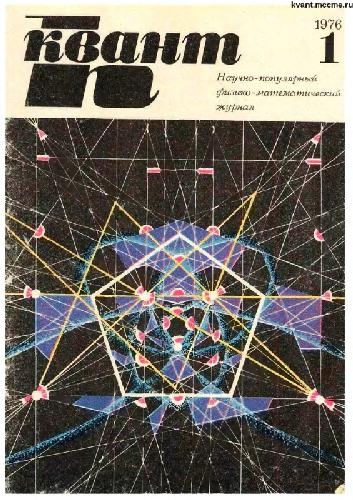 kvant.mccme.ru
квант
1976
1
Научно-популярный
физико-математический
журнал